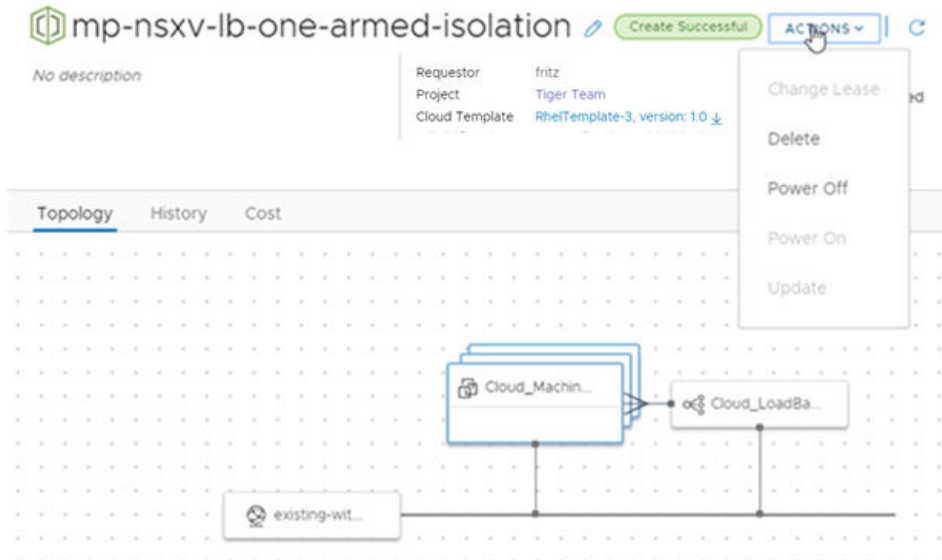 mp-nsxv-lb-one-armed-isolation
Create Successful
ACTIONS
No description
Requestor fritz
Project Tiger Team
Cloud Template RhelTemplate-3, version: 1.0
ed
Change Lease
Delete
Power Off
Power On
Update
Topology History Cost
Cloud_Machin...
Cloud_LoadBa...
existing-wit...